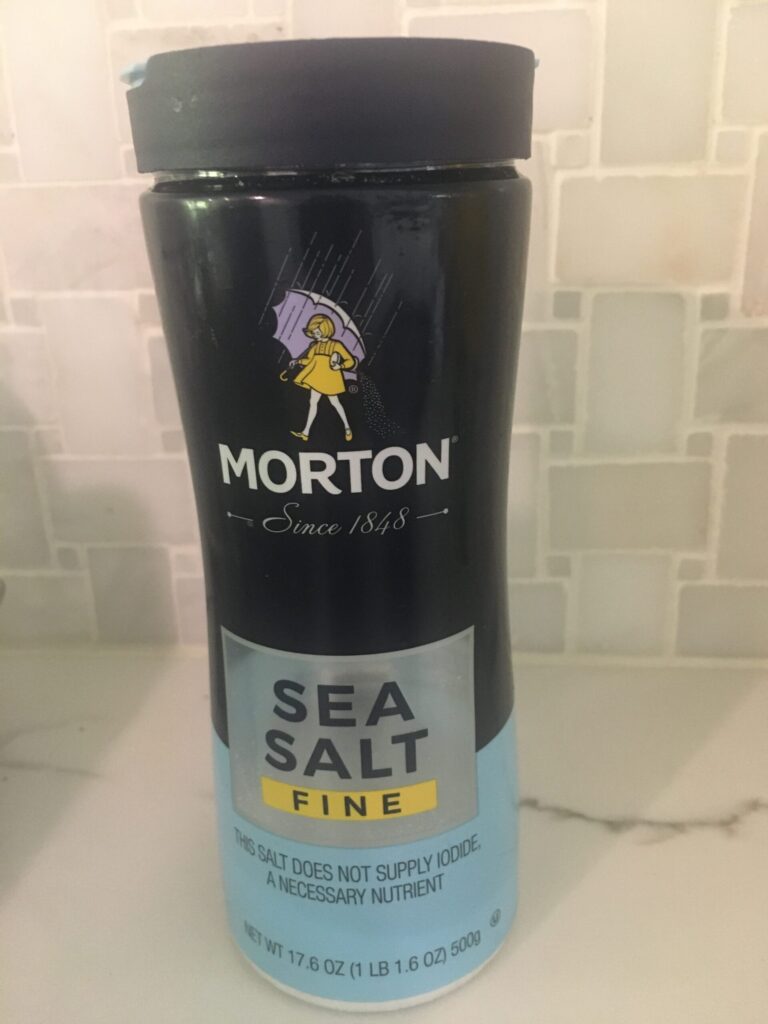 MORTON®
Since 1848
SEA
SALT
FINE
THIS SALT DOES NOT SUPPLY IODIDE,
A NECESSARY NUTRIENT
NET WT 17.6 OZ (1 LB 1.6 OZ) 500g